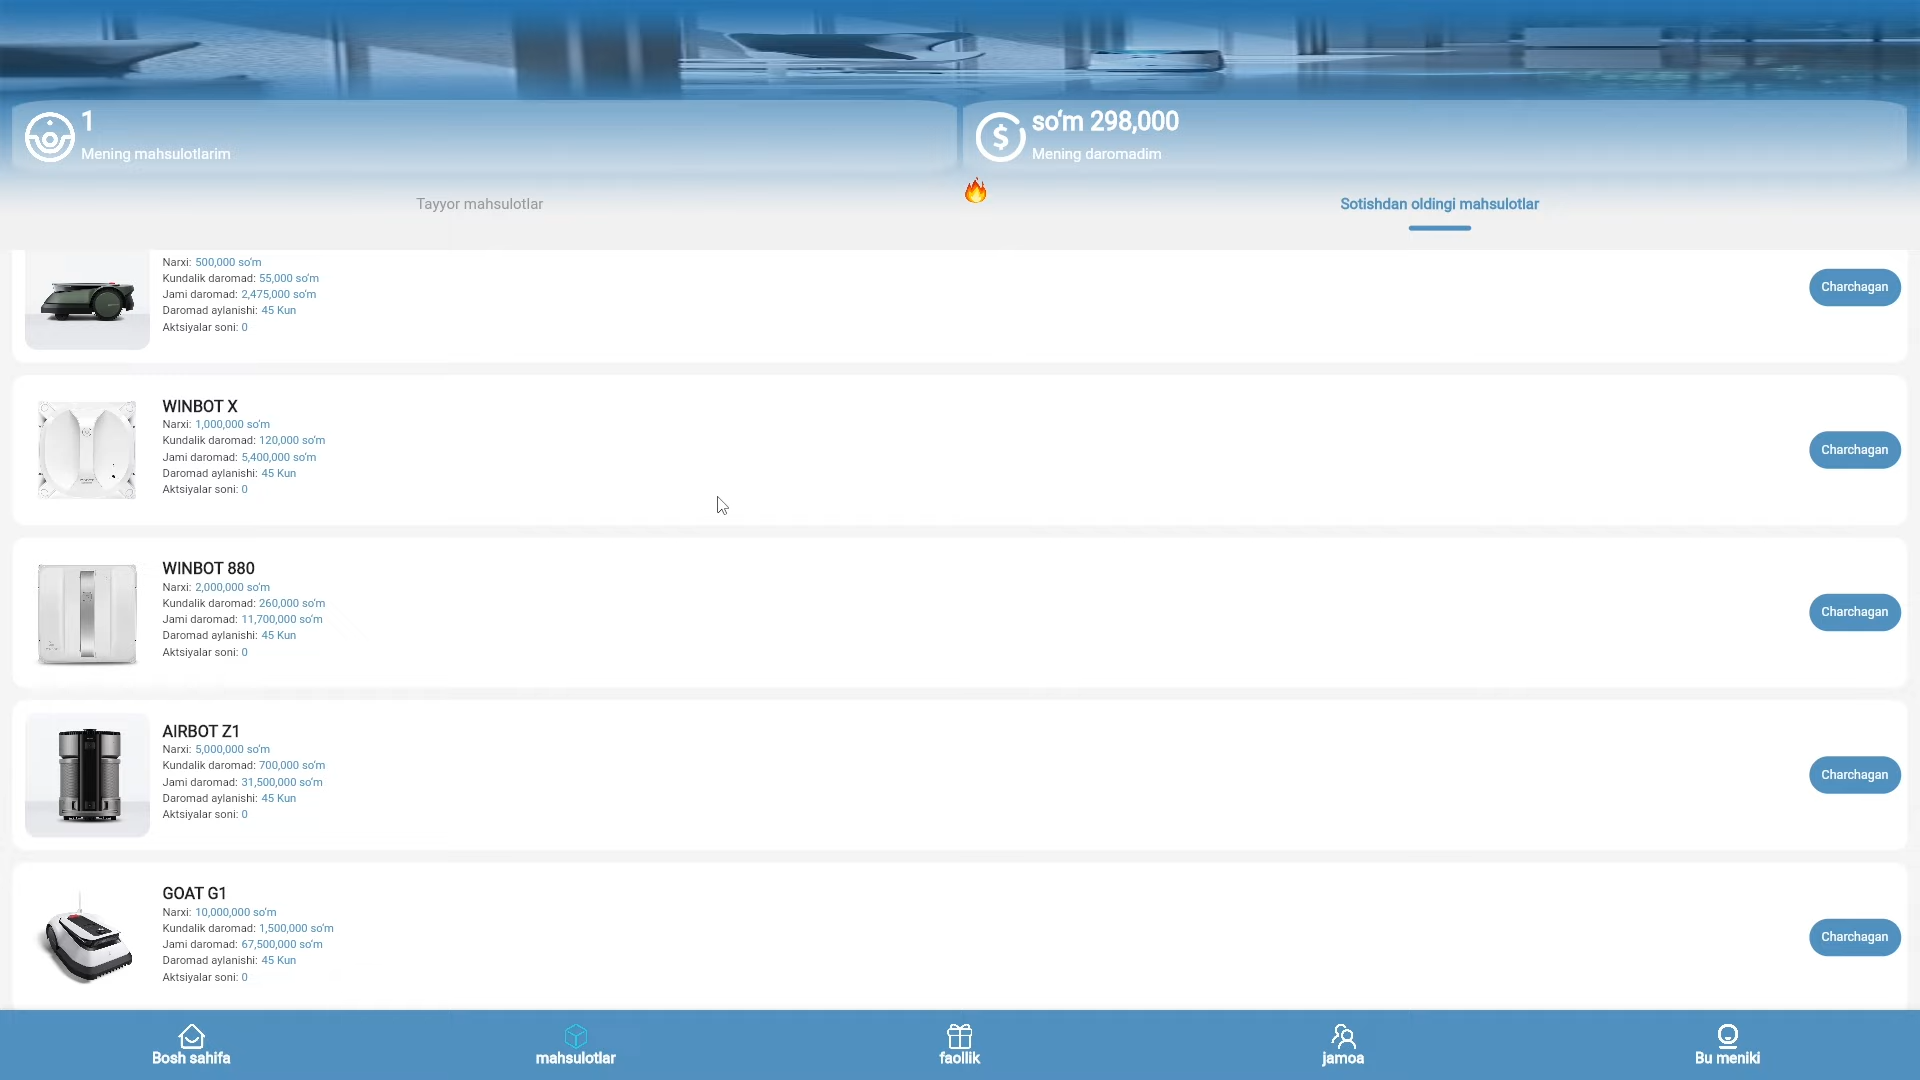 1
Mening mahsulotlarim
so'm 298,000
Mening daromadim
Tayyor mahsulotlar
Sotishdan oldingi mahsulotlar
Narxi: 500,000 so'm
Kundalik daromad: 55,000 so'm
Jami daromad: 2,475,000 so'm
Daromad aylanishi: 45 Kun
Aktsiyalar soni: 0
Charchagan
WINBOT X
Narxi: 1,000,000 so'm
Kundalik daromad: 120,000 so'm
Jami daromad: 5,400,000 so'm
Daromad aylanishi: 45 Kun
Aktsiyalar soni: 0
Charchagan
WINBOT 880
Narxi: 2,000,000 so'm
Kundalik daromad: 260,000 so'm
Jami daromad: 11,700,000 so'm
Daromad aylanishi: 45 Kun
Aktsiyalar soni: 0
Charchagan
AIRBOT Z1
Narxi: 5,000,000 so'm
Kundalik daromad: 700,000 so'm
Jami daromad: 31,500,000 so'm
Daromad aylanishi: 45 Kun
Aktsiyalar soni: 0
Charchagan
GOAT G1
Narxi: 10,000,000 so'm
Kundalik daromad: 1,500,000 so'm
Jami daromad: 67,500,000 so'm
Daromad aylanishi: 45 Kun
Aktsiyalar soni: 0
Charchagan
Bosh sahifa
mahsulotlar
faollik
jamoa
Bu meniki